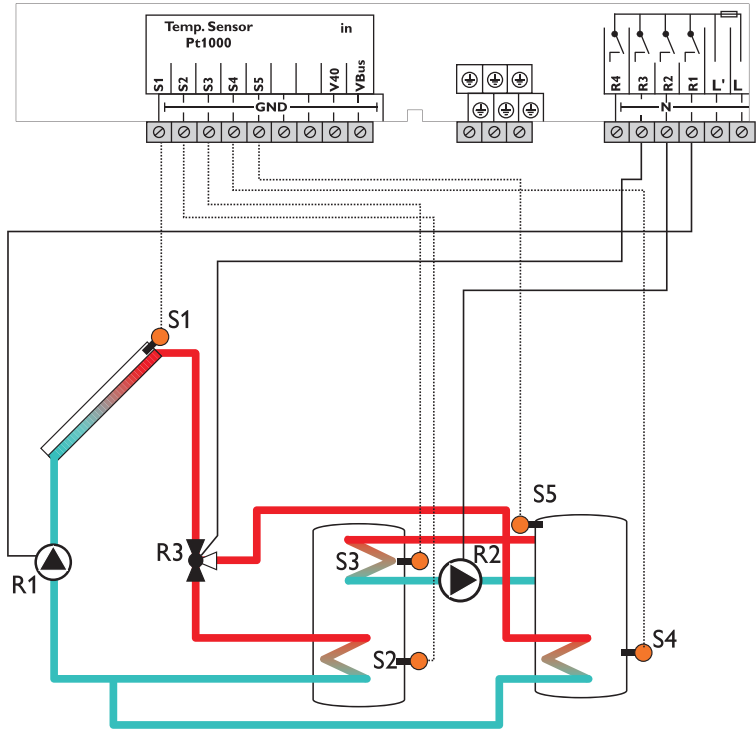 Temp. Sensor in
Pt1000
S1 S2 S3 S4 S5 V40 VBus
GND
R4 R3 R2 R1 L' L
N
S1
S5
R3
S3
R2
R1
S2
S4